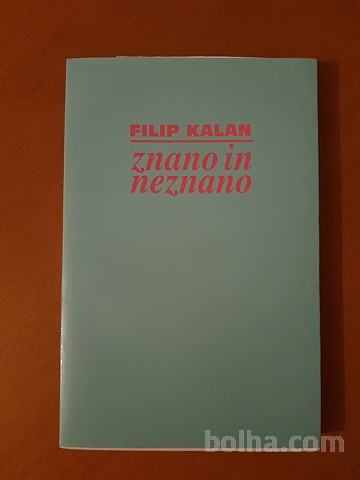 FILIP KALAN
znano in
neznano
bolha.com